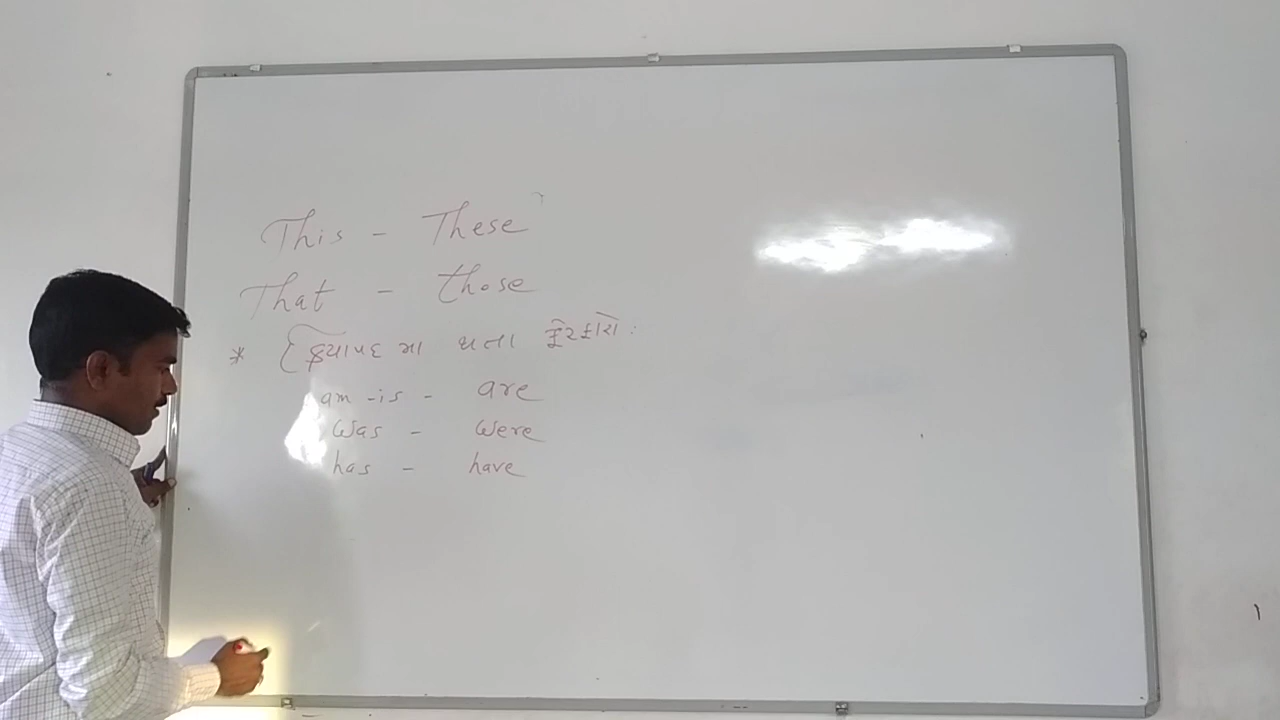 This - These
That - those
* ક્રિયાપદ માં થતા ફેરફારો :
am - is - are
was - were
has - have